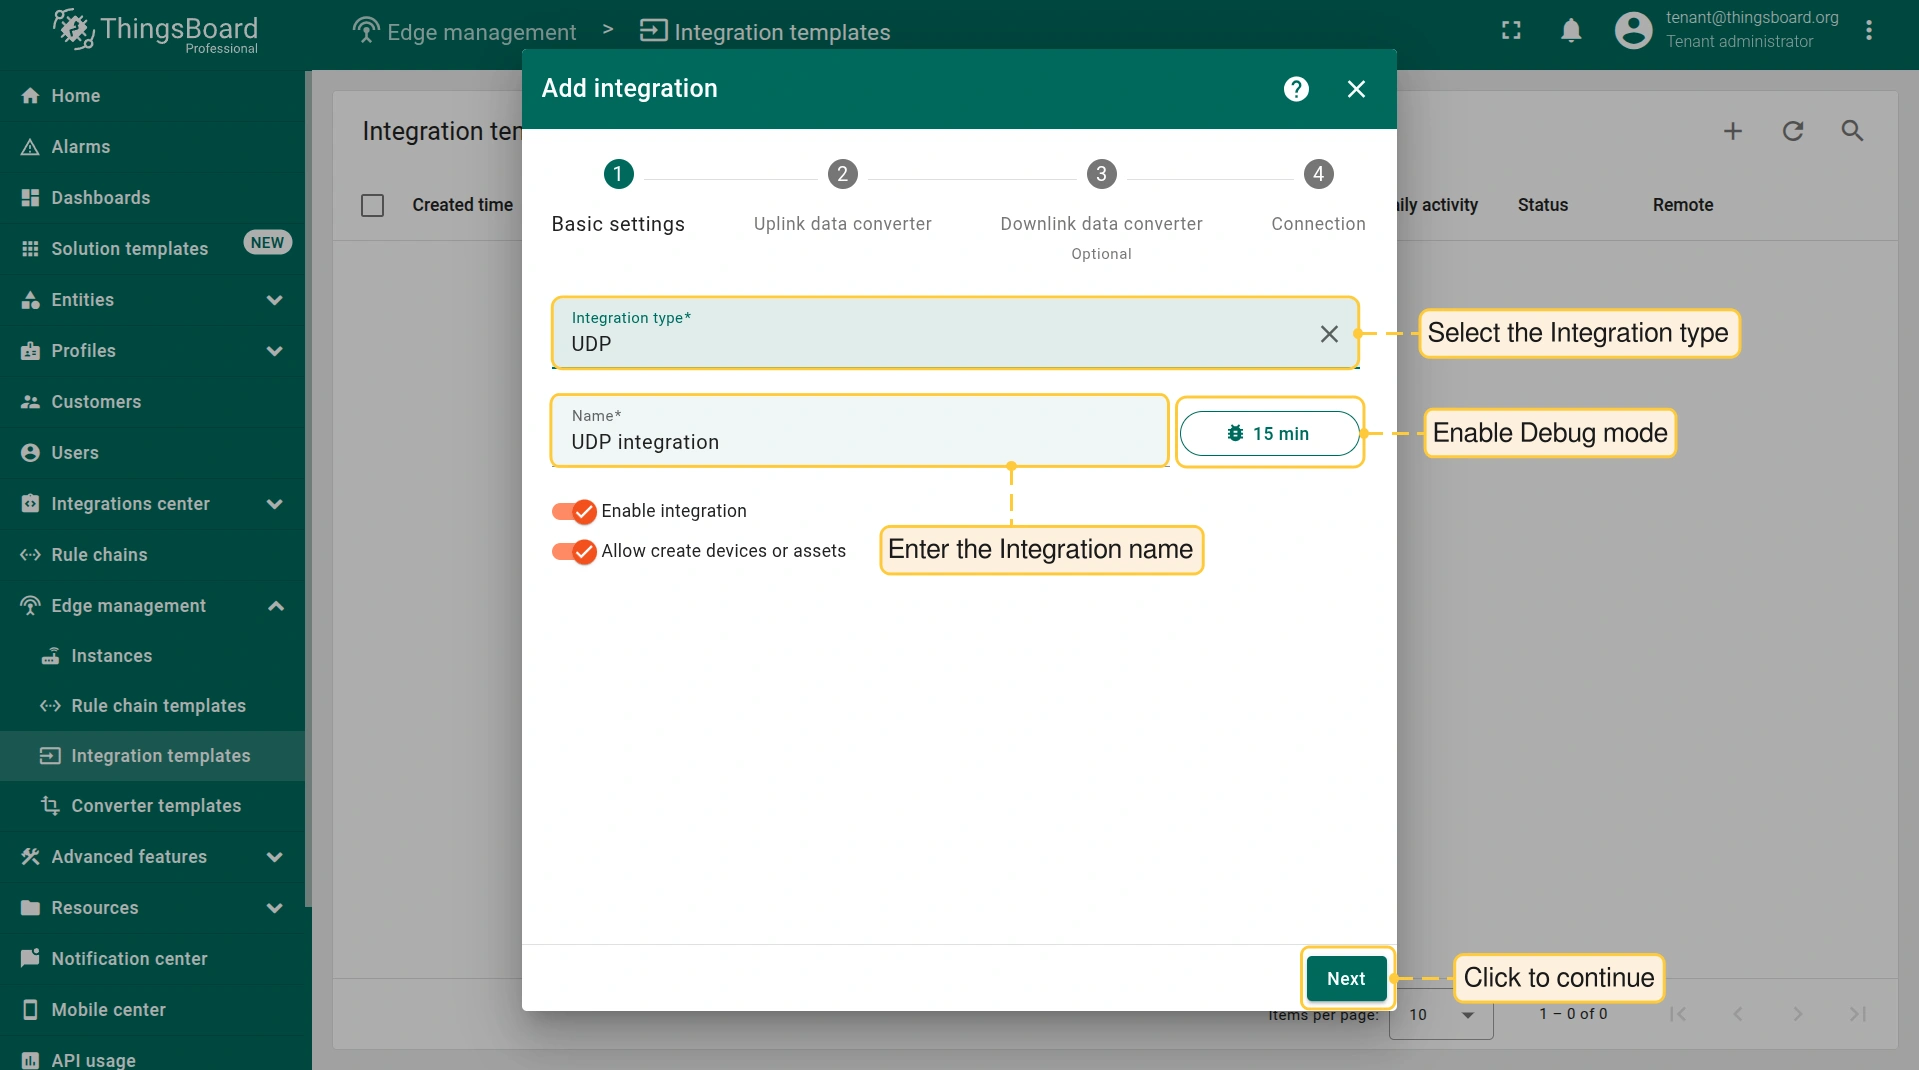 ThingsBoard
Professional
Edge management > Integration templates
tenant@thingsboard.org
Tenant administrator
Home
Alarms
Dashboards
Solution templates NEW
Entities
Profiles
Customers
Users
Integrations center
Rule chains
Edge management
Instances
Rule chain templates
Integration templates
Converter templates
Advanced features
Resources
Notification center
Mobile center
API usage
Integration tem
Created time
ily activity
Status
Remote
Add integration
1
2
3
4
Basic settings
Uplink data converter
Downlink data converter
Optional
Connection
Integration type*
UDP
Select the Integration type
Name*
UDP integration
15 min
Enable Debug mode
Enable integration
Allow create devices or assets
Enter the Integration name
Next
Click to continue
Items per page: 10
1 – 0 of 0